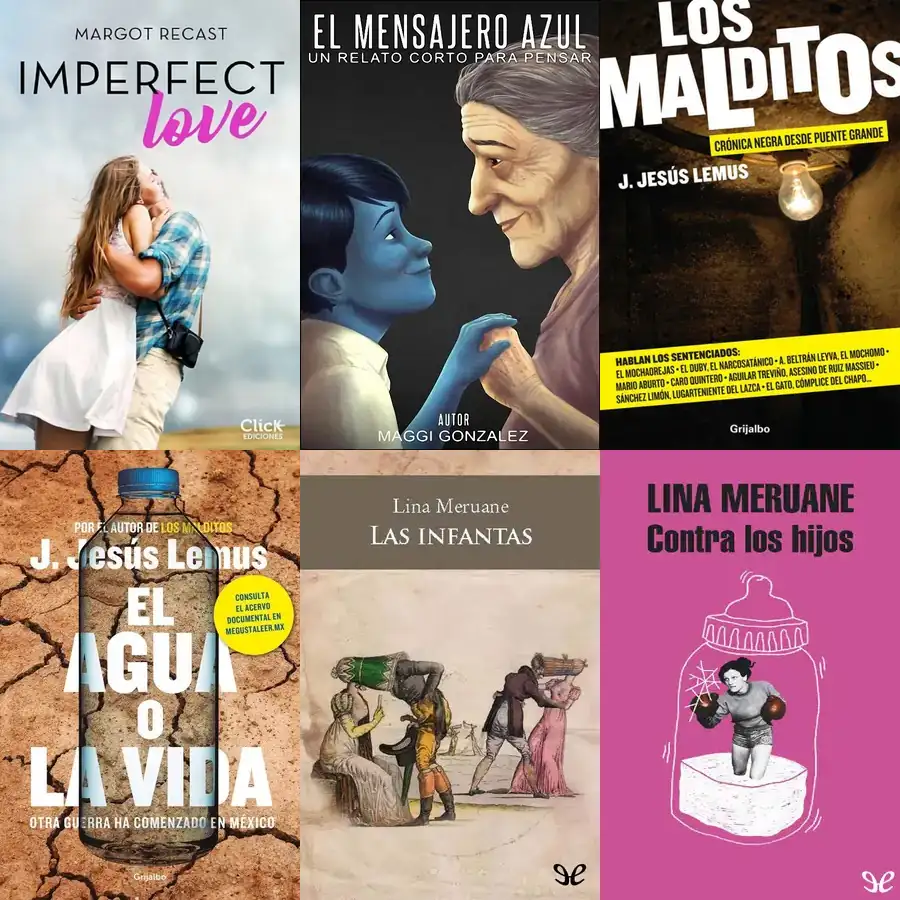 MARGOT RECAST
IMPERFECT
love
Click
EDICIONES
EL MENSAJERO AZUL
UN RELATO CORTO PARA PENSAR
AUTOR
MAGGI GONZALEZ
LOS
MALDITOS
CRÓNICA NEGRA DESDE PUENTE GRANDE
J. JESÚS LEMUS
HABLAN LOS SENTENCIADOS:
EL MOCHAOREJAS • EL DUBY, EL NARCOSATÁNICO • A. BELTRÁN LEYVA, EL MOCHOMO •
MARIO ABURTO • CARO QUINTERO • AGUILAR TREVIÑO, ASESINO DE RUIZ MASSIEU •
SÁNCHEZ LIMÓN, LUGARTENIENTE DEL LAZCA • EL GATO, CÓMPLICE DEL CHAPO...
Grijalbo
POR EL AUTOR DE LOS MALDITOS
J. Jesús Lemus
CONSULTA
EL ACERVO
DOCUMENTAL EN
MEGUSTALEER.MX
EL
AGUA
O
LA VIDA
OTRA GUERRA HA COMENZADO EN MÉXICO
Grijalbo
Lina Meruane
LAS INFANTAS
LINA MERUANE
Contra los hijos